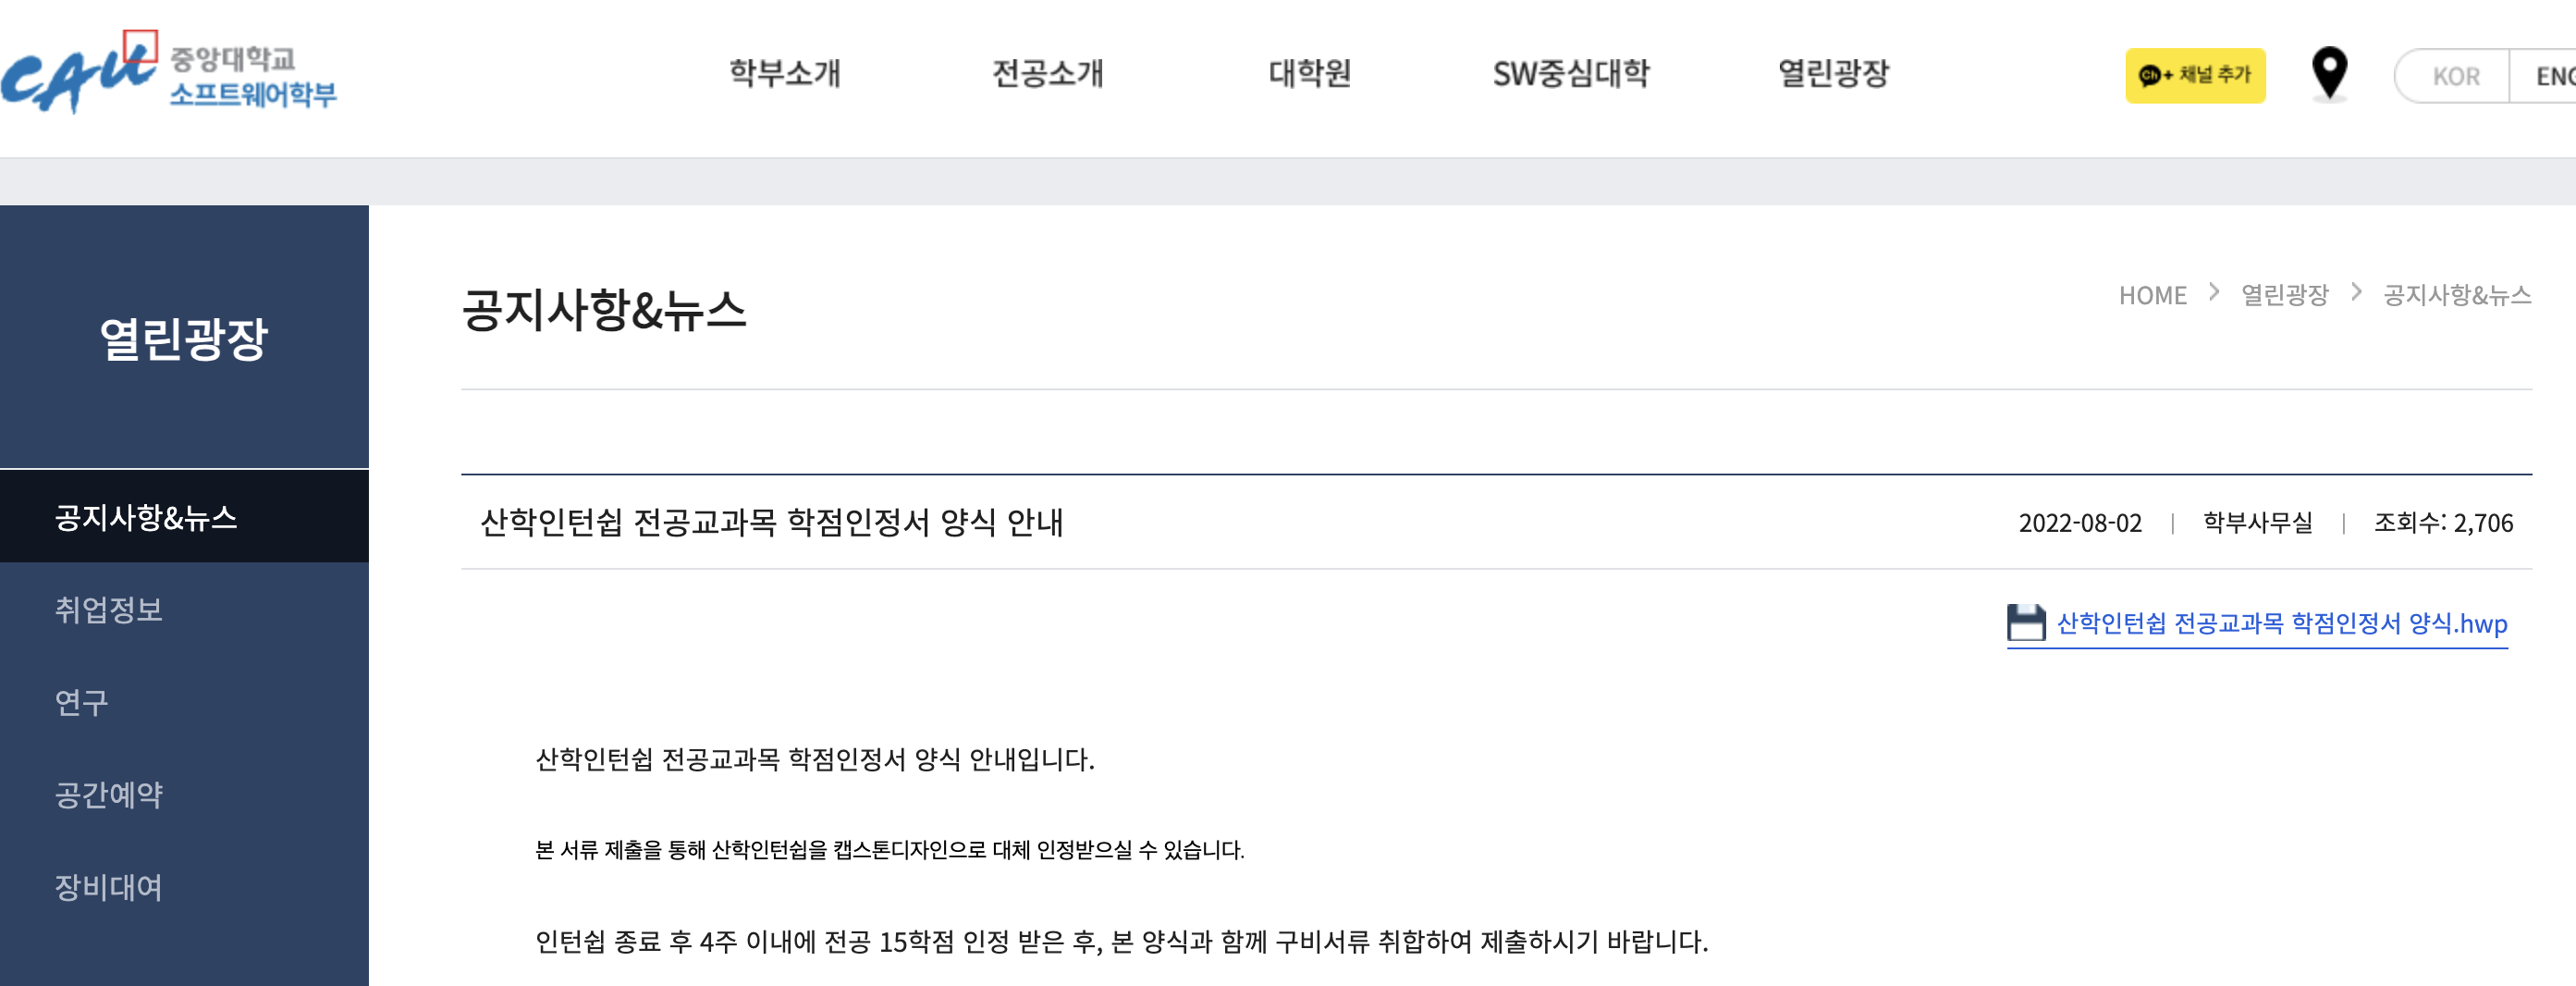 CAU 중앙대학교
소프트웨어학부
학부소개 전공소개 대학원 SW중심대학 열린광장
Ch+ 채널 추가
KOR ENG
열린광장
공지사항&뉴스
취업정보
연구
공간예약
장비대여
공지사항&뉴스
HOME > 열린광장 > 공지사항&뉴스
산학인턴쉽 전공교과목 학점인정서 양식 안내
2022-08-02 | 학부사무실 | 조회수: 2,706
산학인턴쉽 전공교과목 학점인정서 양식.hwp
산학인턴쉽 전공교과목 학점인정서 양식 안내입니다.
본 서류 제출을 통해 산학인턴쉽을 캡스톤디자인으로 대체 인정받으실 수 있습니다.
인턴쉽 종료 후 4주 이내에 전공 15학점 인정 받은 후, 본 양식과 함께 구비서류 취합하여 제출하시기 바랍니다.